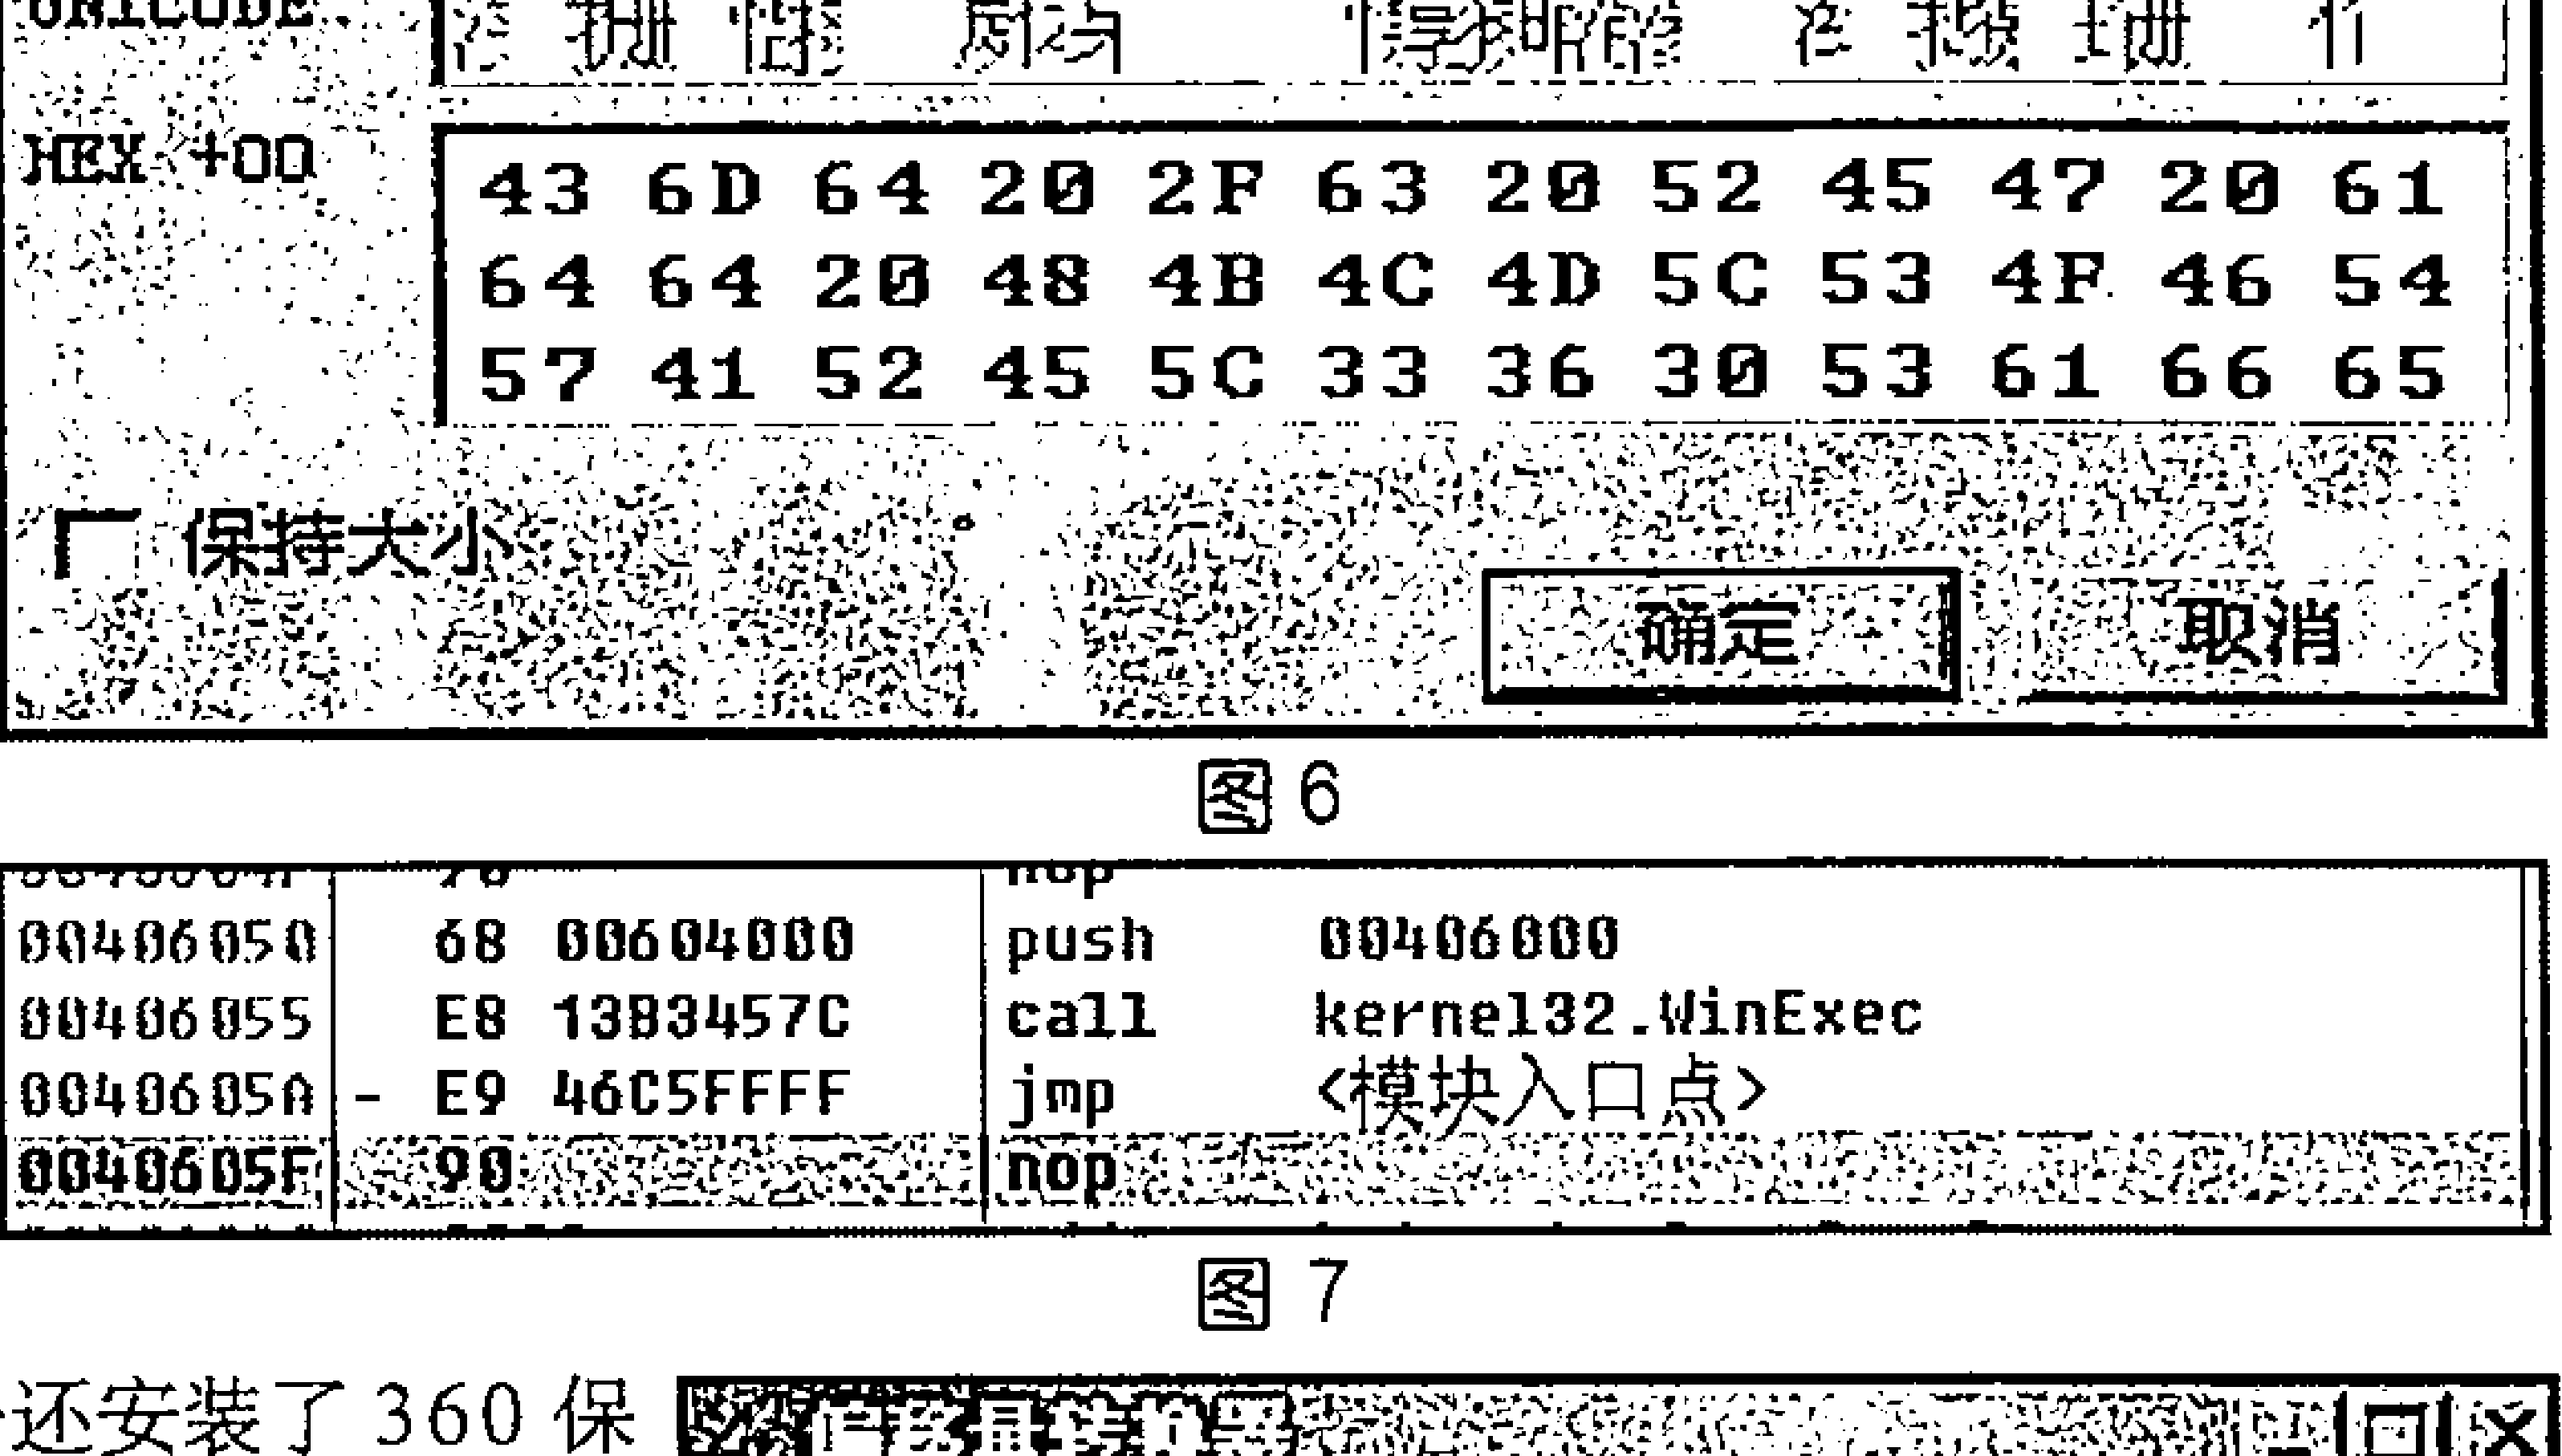 UNICODE
HEX +00
43 6D 64 20 2F 63 20 52 45 47 20 61
64 64 20 48 4B 4C 4D 5C 53 4F 46 54
57 41 52 45 5C 33 36 30 53 61 66 65
保持大小
确定 取消
图 6
nop
00406050 68 00604000 push 00406000
00406055 E8 13B3457C call kernel32.WinExec
0040605A - E9 46C5FFFF jmp <模块入口点>
0040605F 90 nop
图 7
还安装了 360 保